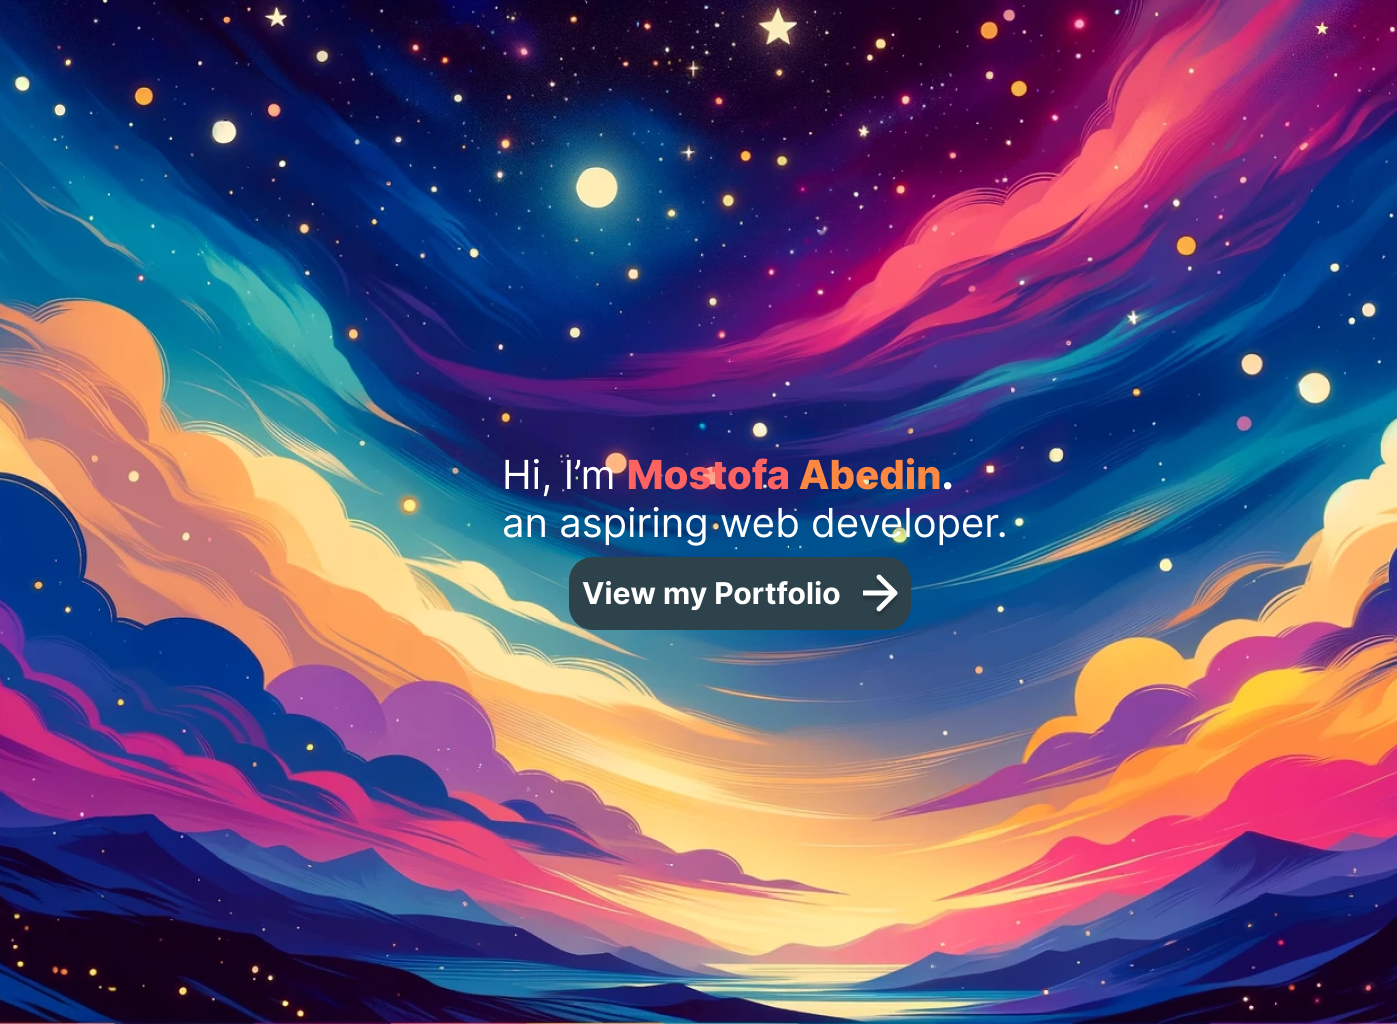 Hi, I’m Mostofa Abedin.
an aspiring web developer.
View my Portfolio